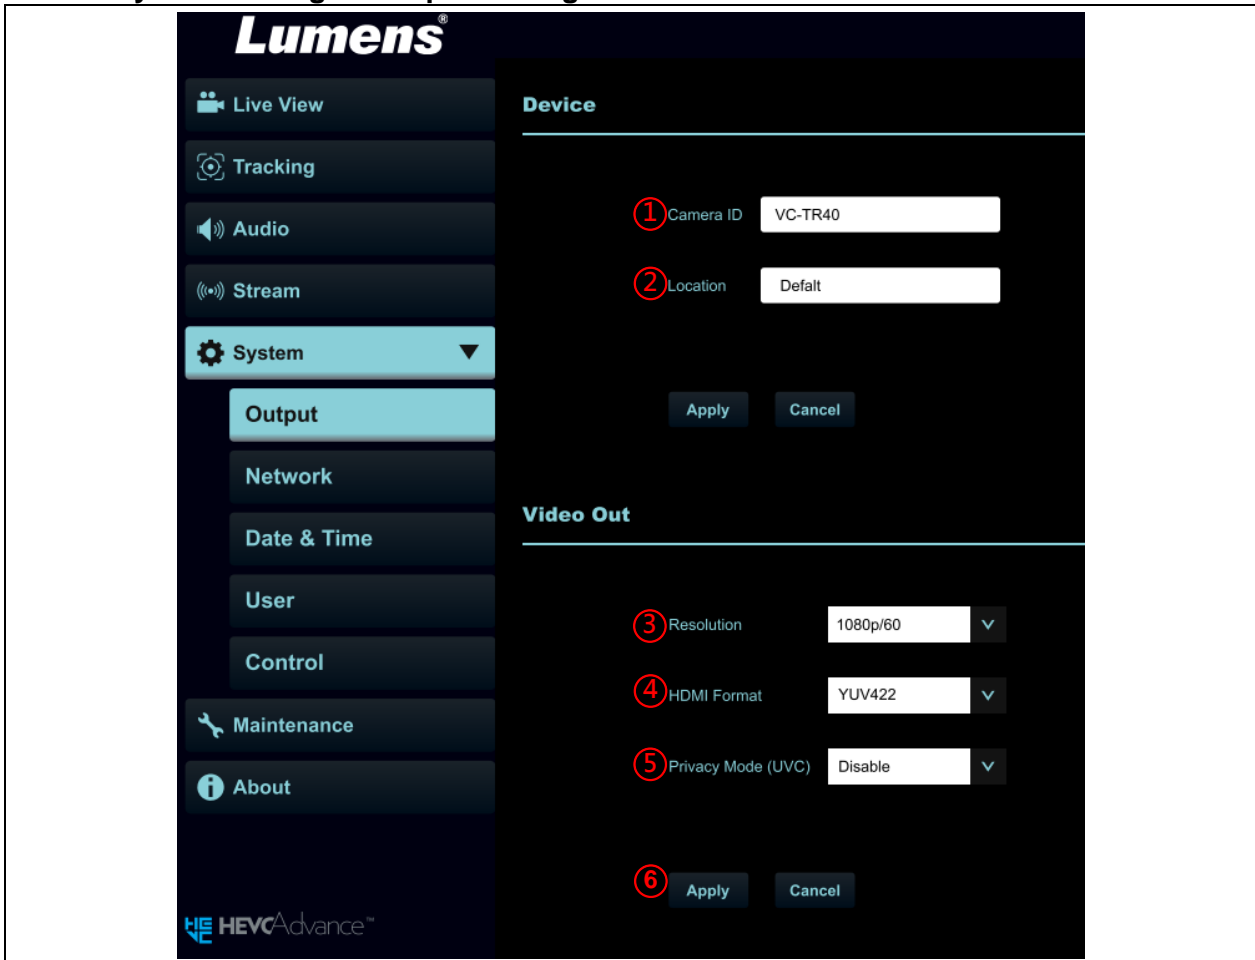 Lumens®
Live View
Tracking
Audio
Stream
System
Output
Network
Date & Time
User
Control
Maintenance
About
HEVCAdvance™
Device
① Camera ID VC-TR40
② Location Defalt
Apply Cancel
Video Out
③ Resolution 1080p/60
④ HDMI Format YUV422
⑤ Privacy Mode (UVC) Disable
⑥ Apply Cancel